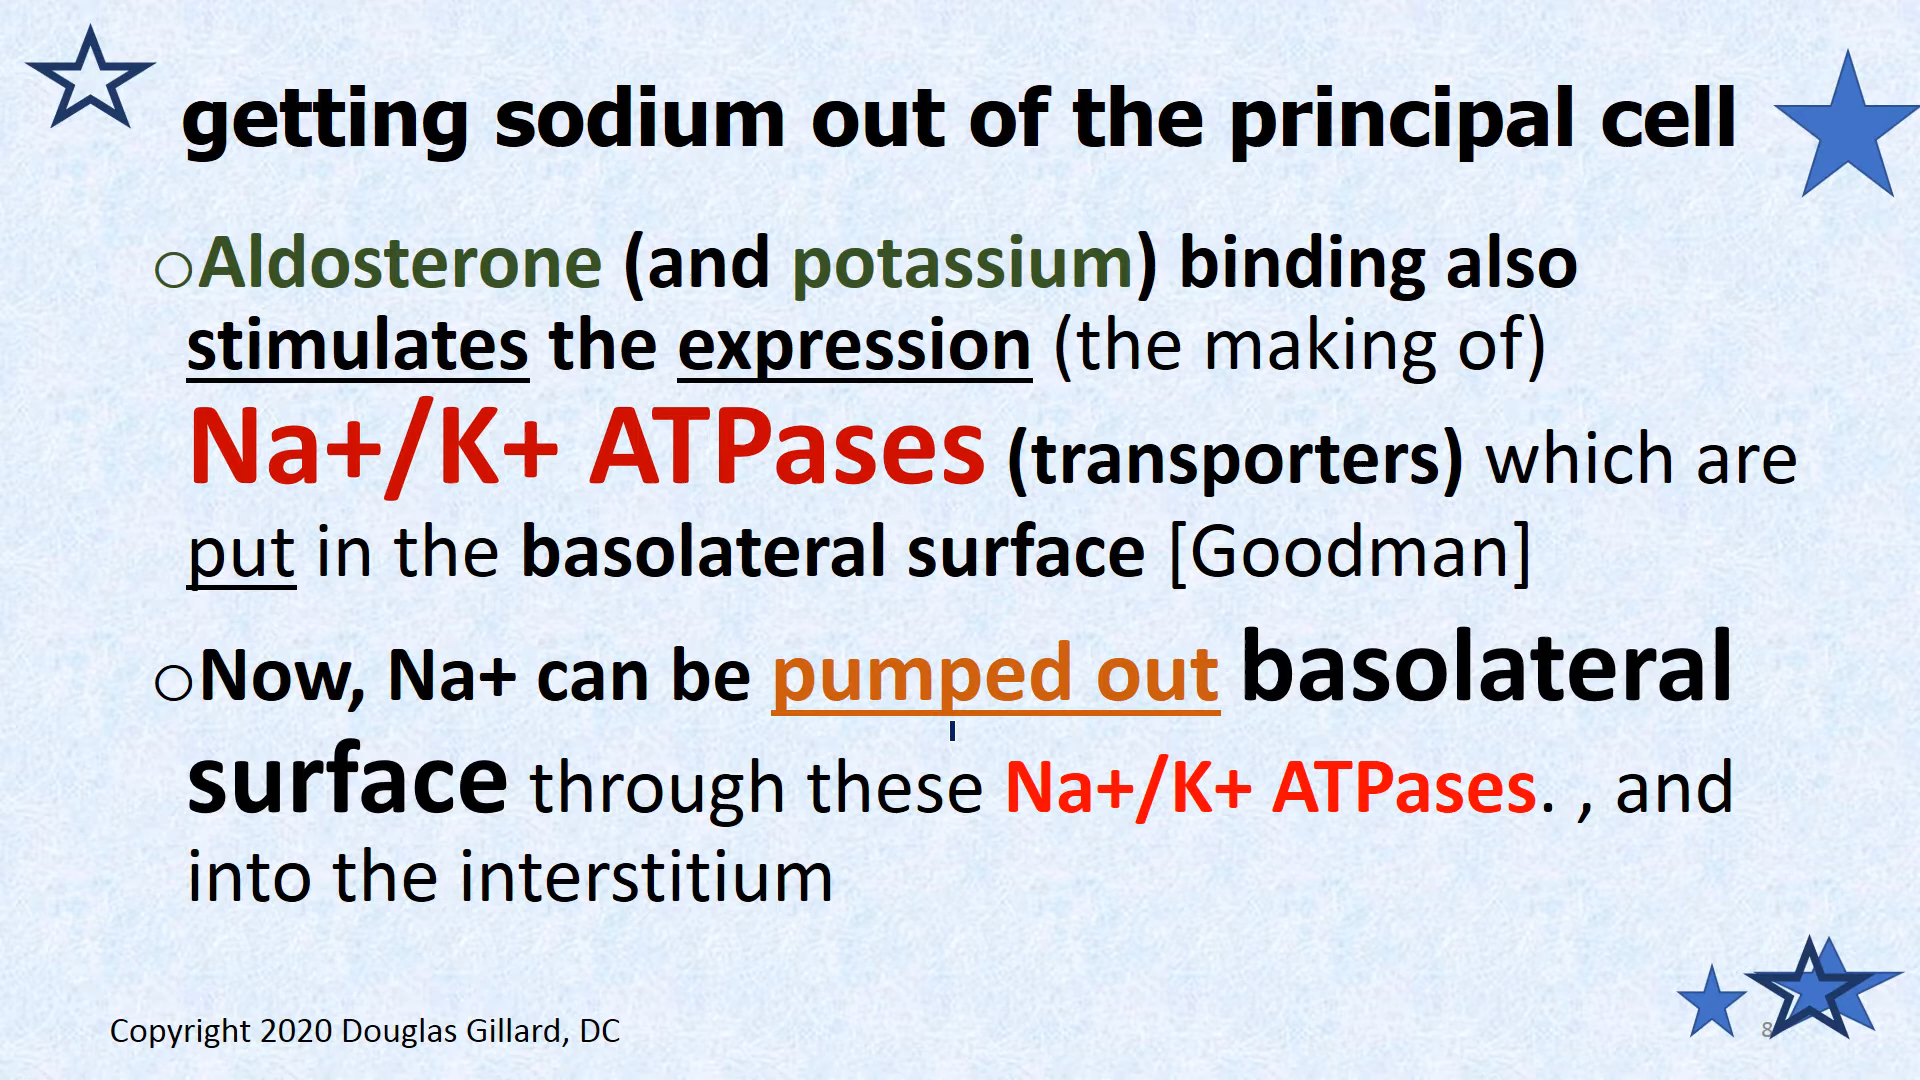 getting sodium out of the principal cell
○Aldosterone (and potassium) binding also
stimulates the expression (the making of)
Na+/K+ ATPases (transporters) which are
put in the basolateral surface [Goodman]
○Now, Na+ can be pumped out basolateral
surface through these Na+/K+ ATPases. , and
into the interstitium
Copyright 2020 Douglas Gillard, DC